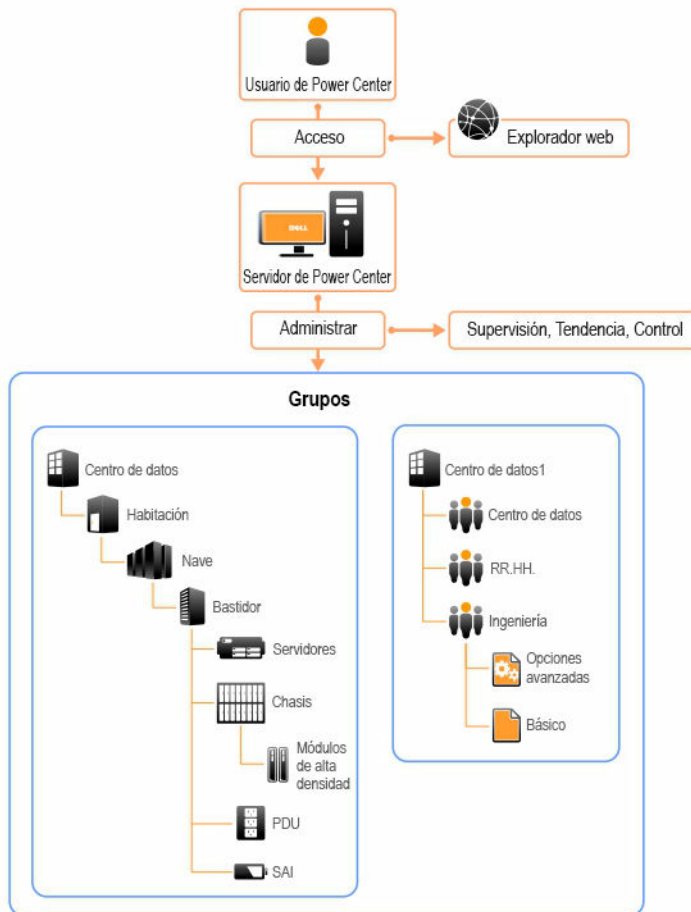 Usuario de Power Center
Acceso
Explorador web
DELL
Servidor de Power Center
Administrar
Supervisión, Tendencia, Control
Grupos
Centro de datos
Habitación
Nave
Bastidor
Servidores
Chasis
Módulos
de alta
densidad
PDU
SAI
Centro de datos1
Centro de datos
RR.HH.
Ingeniería
Opciones
avanzadas
Básico